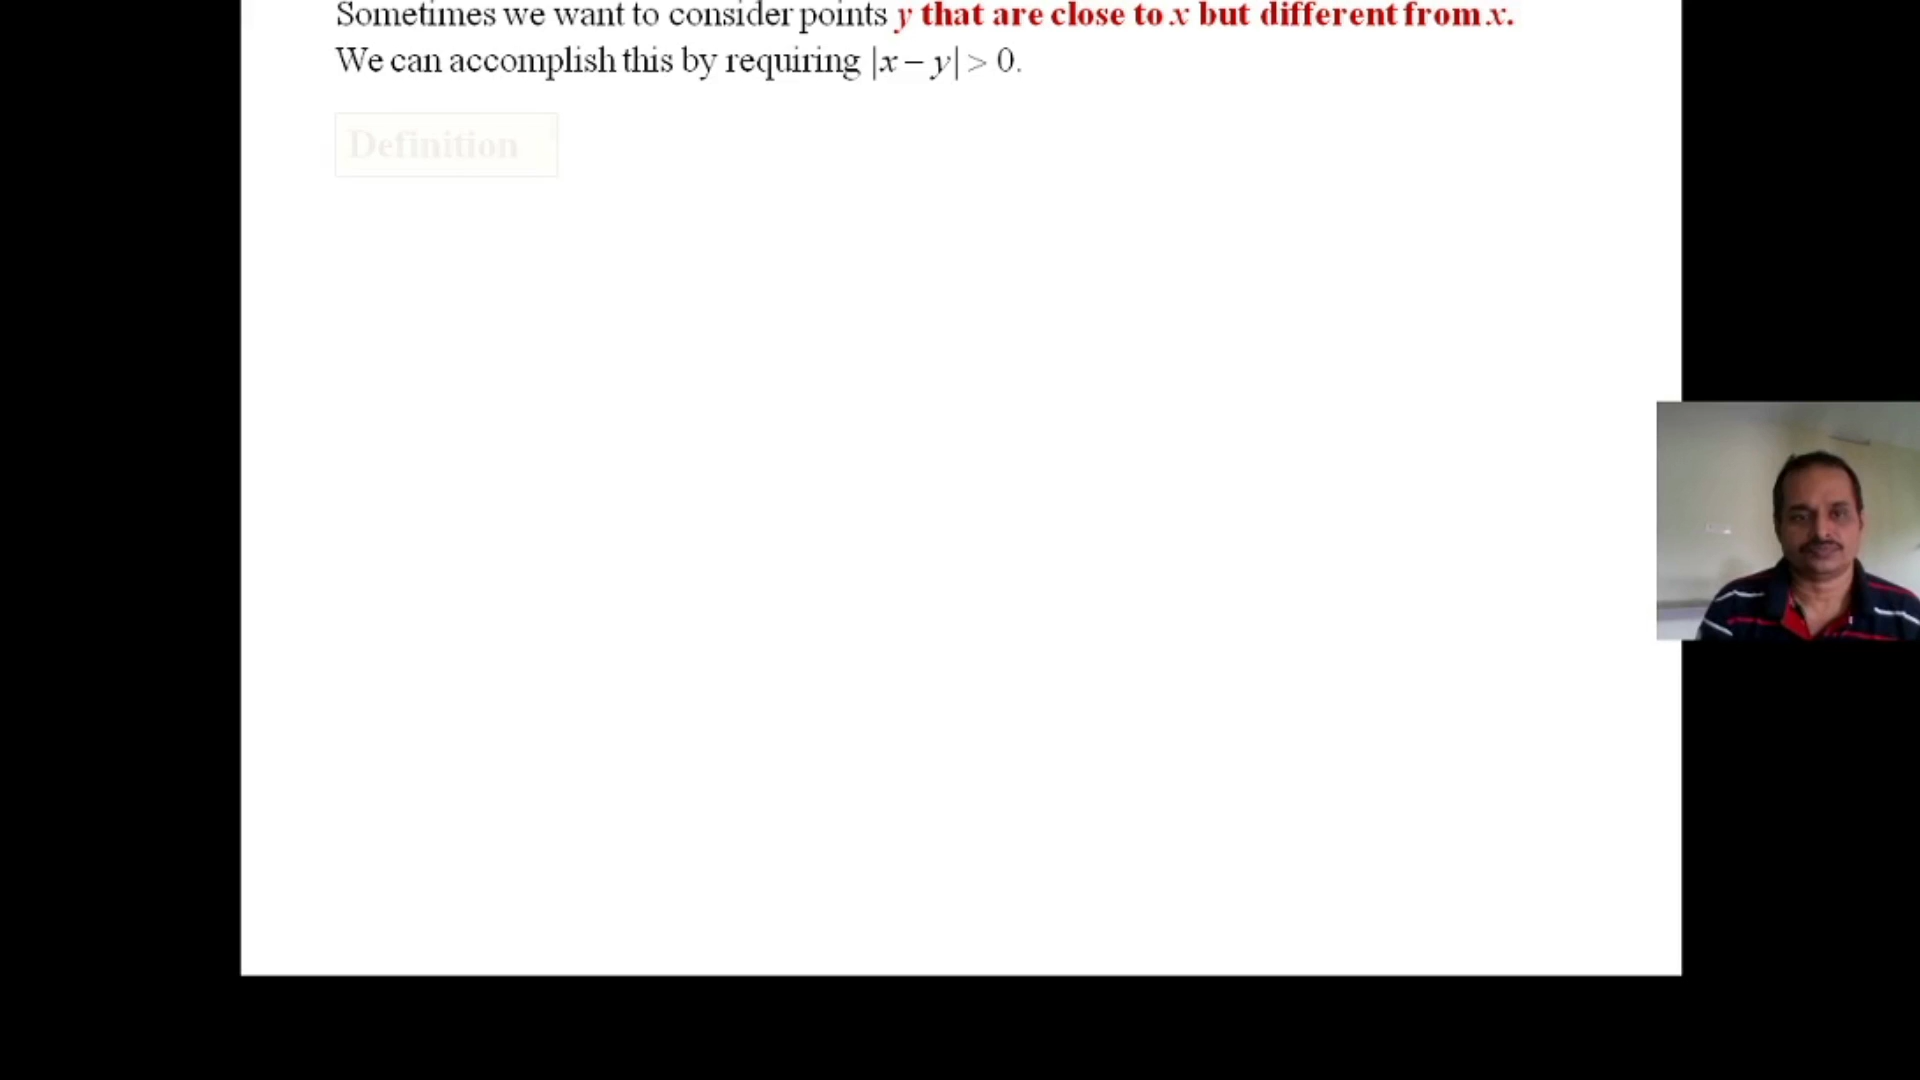 Sometimes we want to consider points y that are close to x but different from x.
We can accomplish this by requiring |x − y| > 0.
Definition